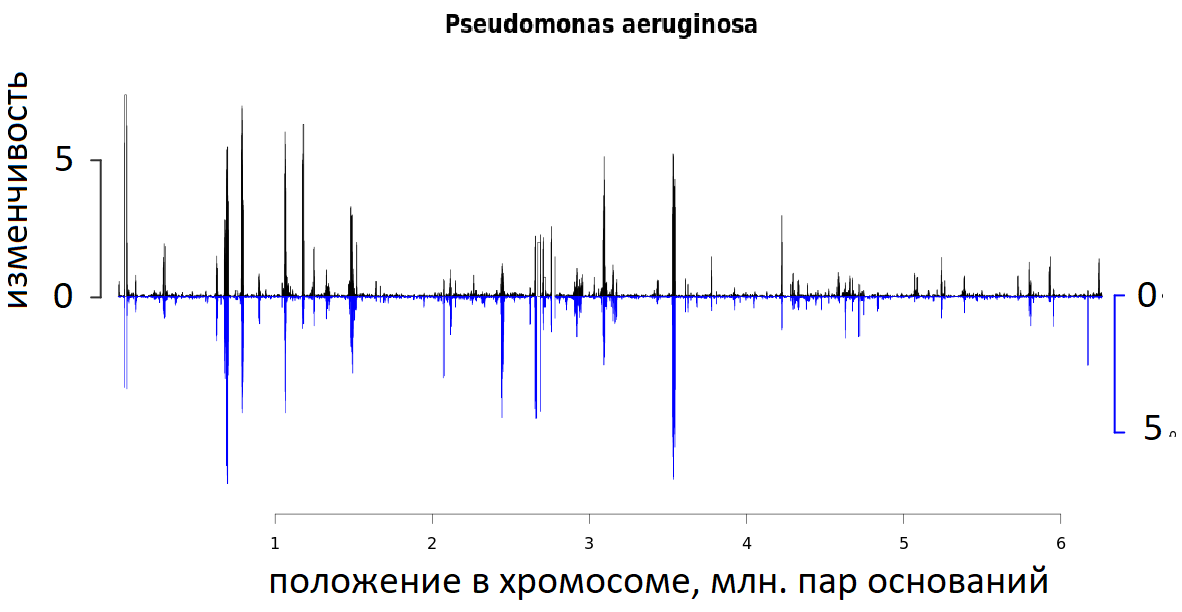 Pseudomonas aeruginosa
изменчивость
5
0
0
5
1 2 3 4 5 6
положение в хромосоме, млн. пар оснований